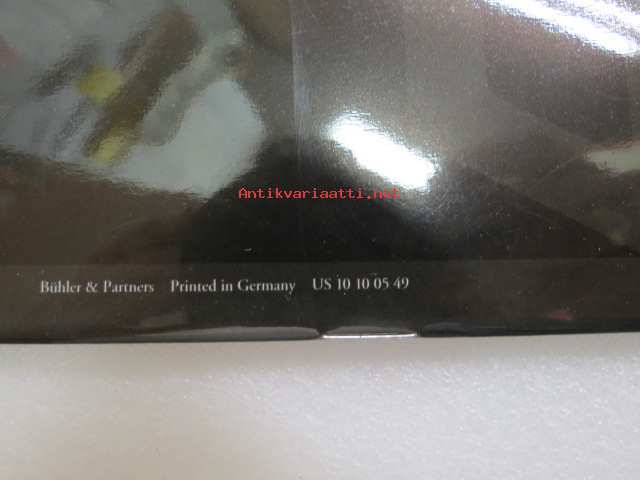 Antikvariaatti.net
Bühler & Partners Printed in Germany US 10 10 05 49